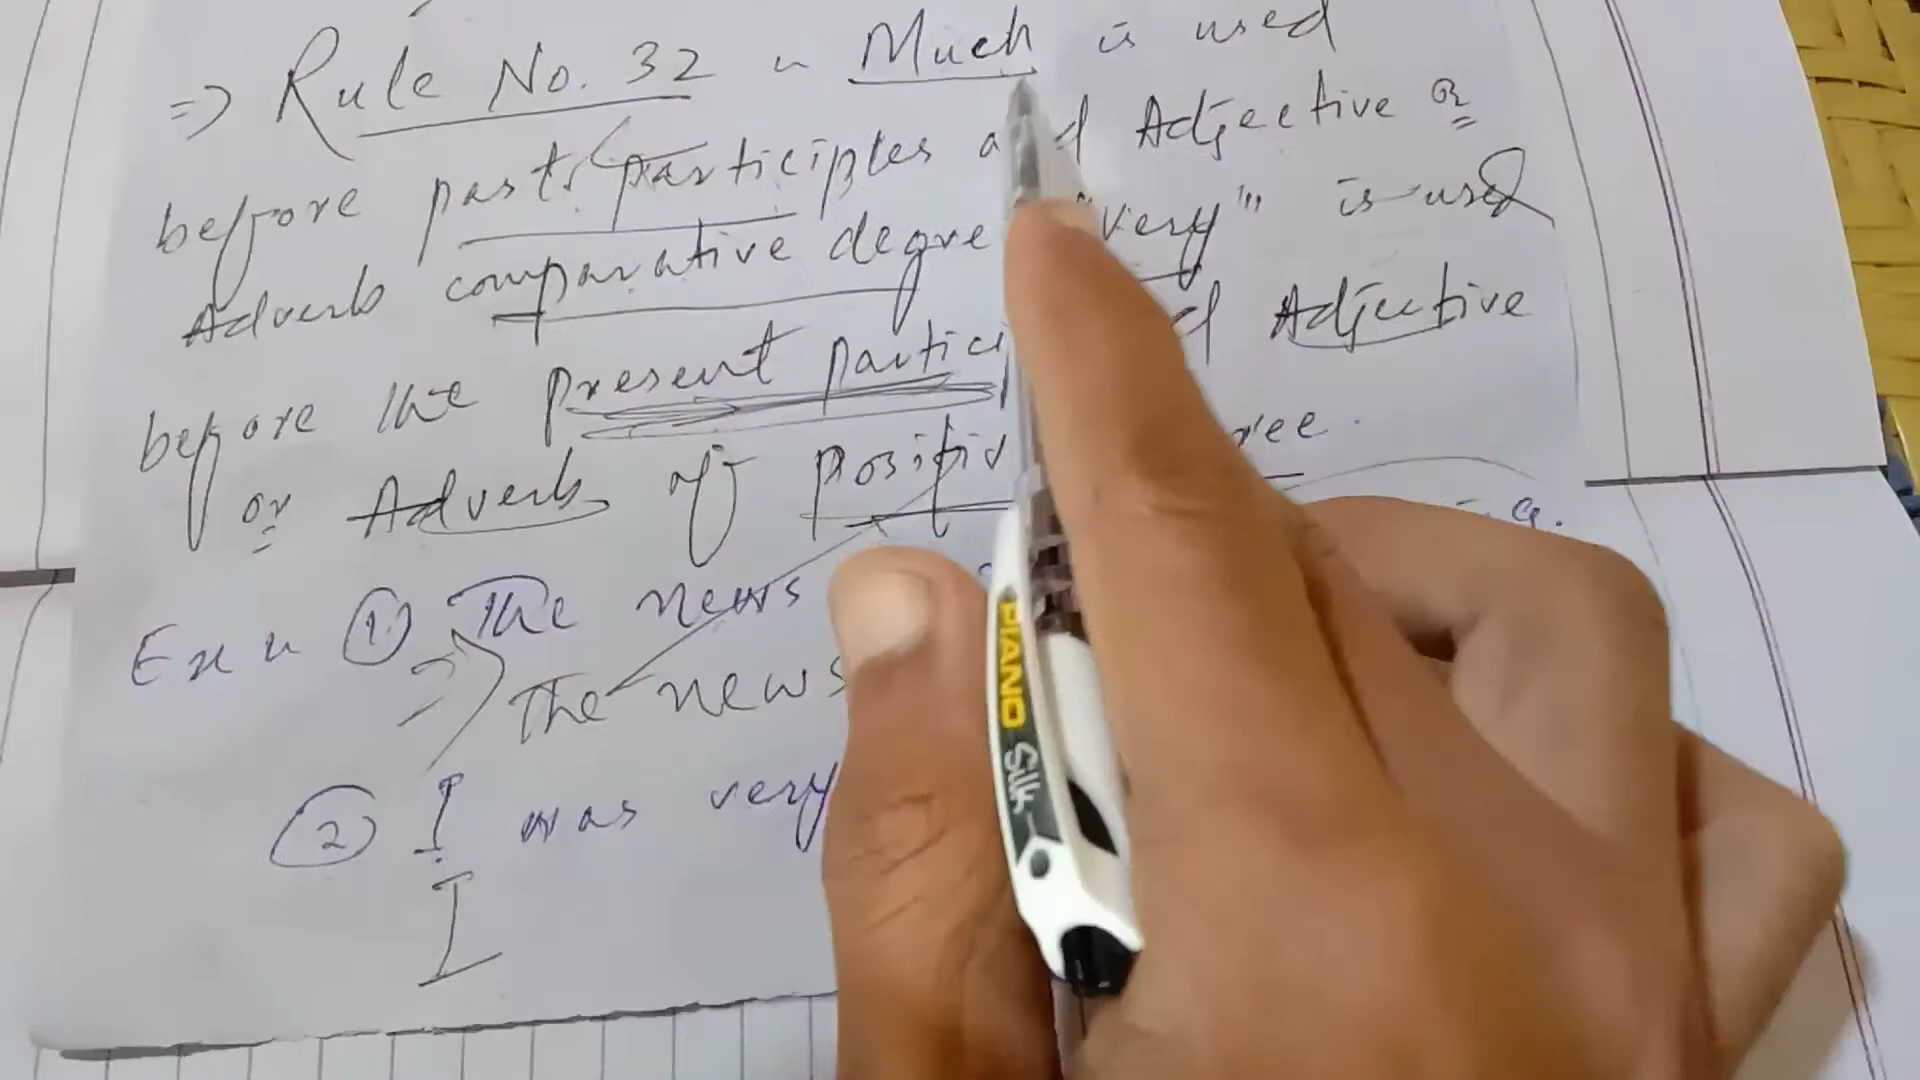 ⇒ Rule No. 32 ~ Much is used
before past participles and Adjective or
Adverb comparative degree "very" is used
before the present partici Adjective
or Adverb of positiv ree.
e.g.
Ex ~ ① The news
⇒ The news
② I was very
I
PIANO Silk